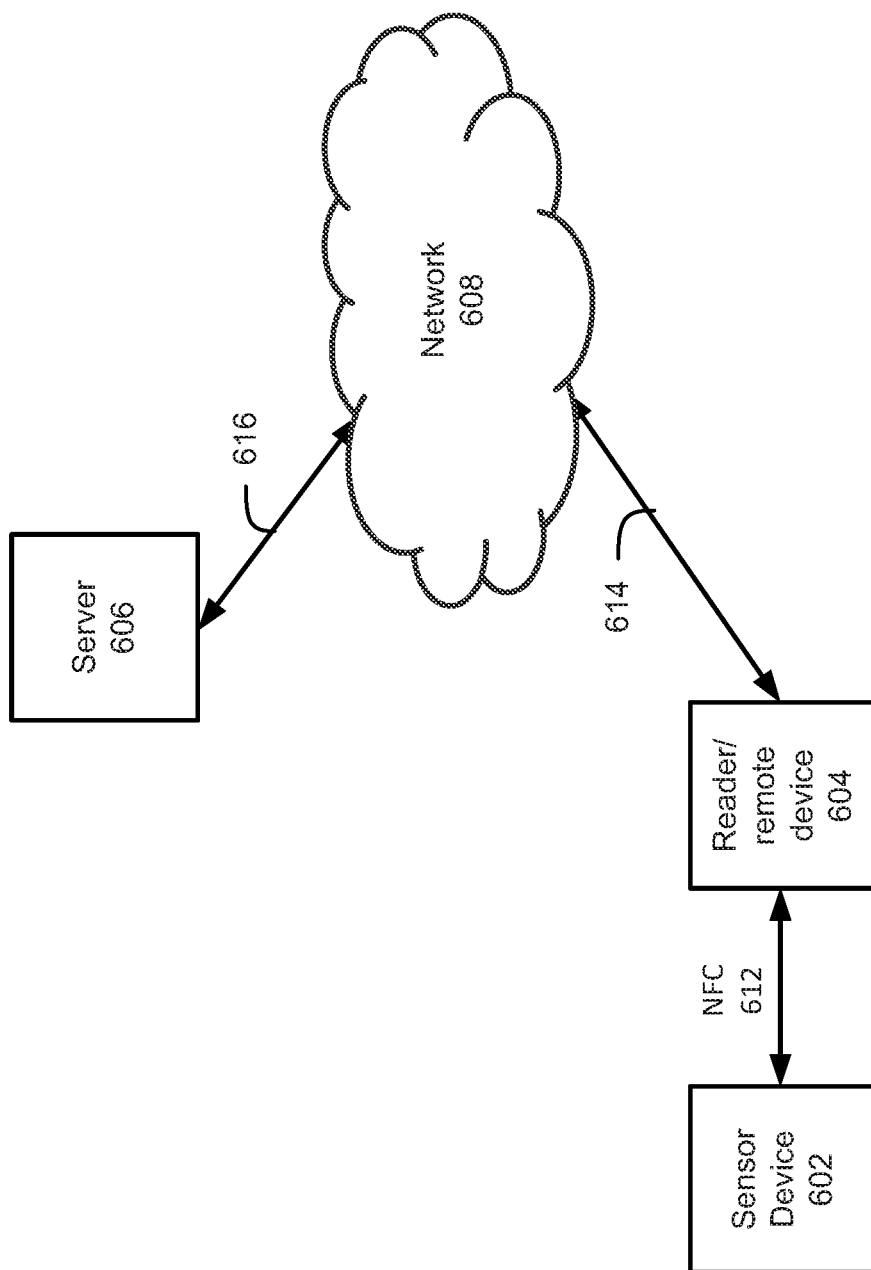 Server
606
616
Network
608
614
Reader/
remote
device
604
NFC
612
Sensor
Device
602